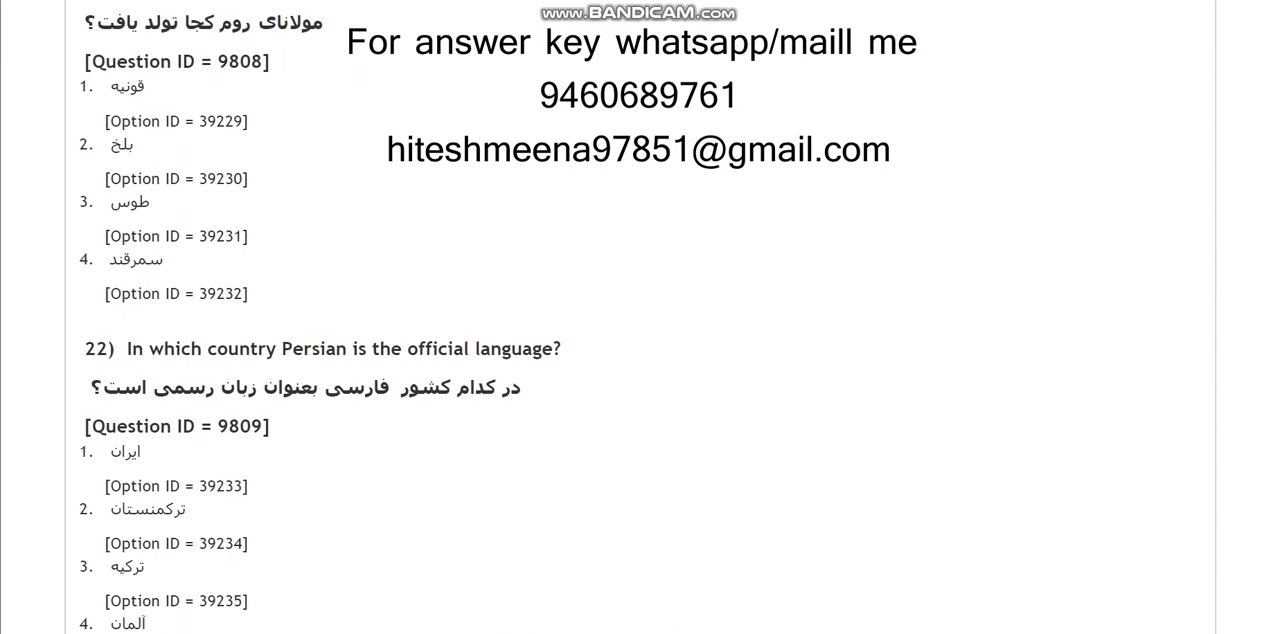 www.BANDICAM.com
مولانای روم کجا تولد یافت؟
For answer key whatsapp/maill me
[Question ID = 9808]
1. قونیه
9460689761
[Option ID = 39229]
2. بلخ
hiteshmeena97851@gmail.com
[Option ID = 39230]
3. طوس
[Option ID = 39231]
4. سمرقند
[Option ID = 39232]
22) In which country Persian is the official language?
در کدام کشور فارسی بعنوان زبان رسمی است؟
[Question ID = 9809]
1. ایران
[Option ID = 39233]
2. ترکمنستان
[Option ID = 39234]
3. ترکیه
[Option ID = 39235]
4. آلمان